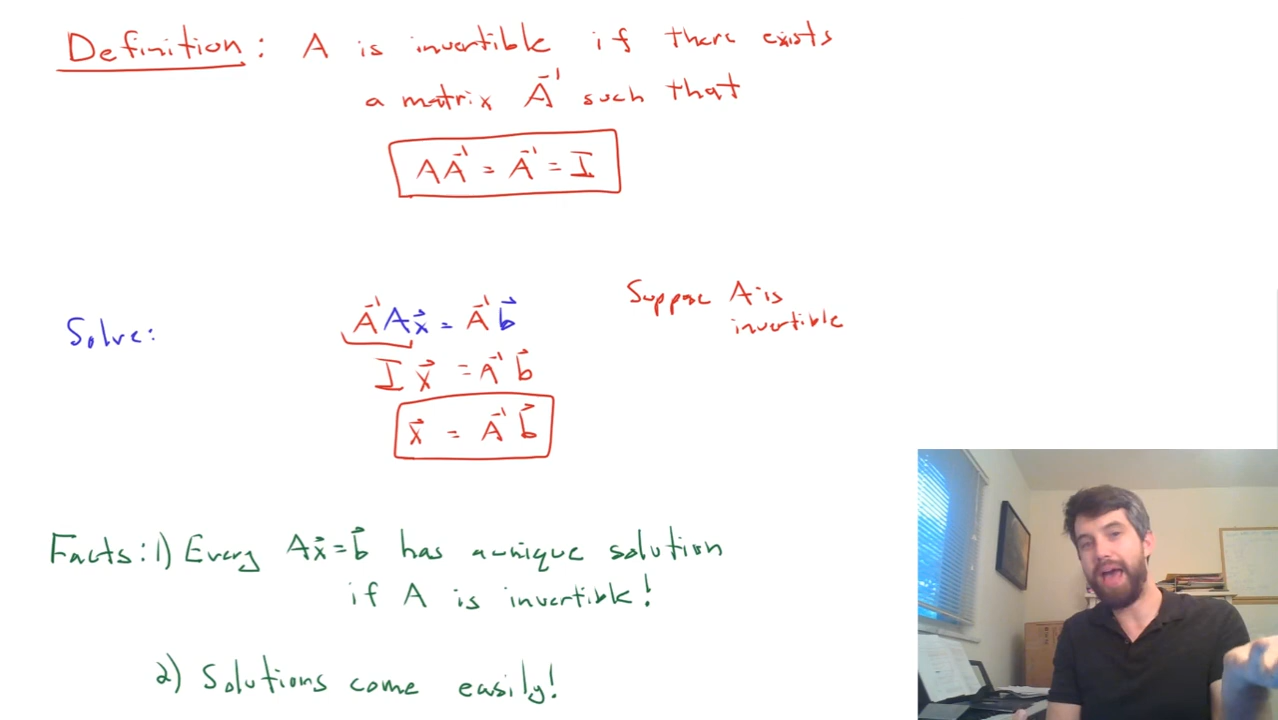 Definition: A is invertible if there exists
a matrix A⁻¹ such that
AA⁻¹ = A⁻¹ = I
Solve: A⁻¹Ax⃗ = A⁻¹b⃗
Suppose A is
invertible
Ix⃗ = A⁻¹b⃗
x⃗ = A⁻¹b⃗
Facts: 1) Every Ax⃗=b⃗ has a unique solution
if A is invertible!
2) Solutions come easily!